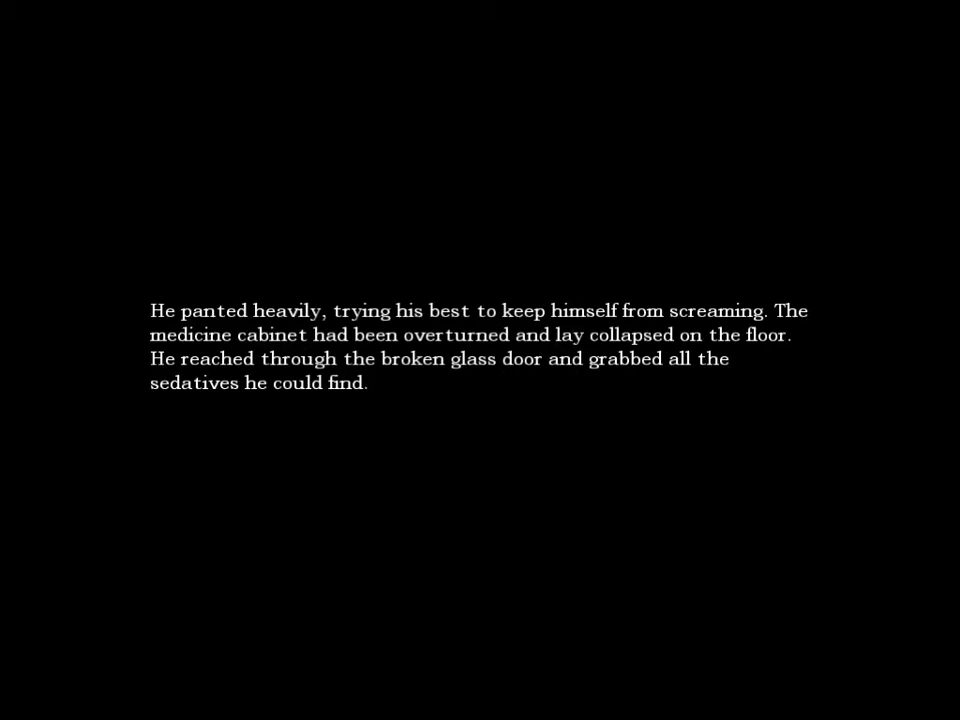 He panted heavily, trying his best to keep himself from screaming. The
medicine cabinet had been overturned and lay collapsed on the floor.
He reached through the broken glass door and grabbed all the
sedatives he could find.